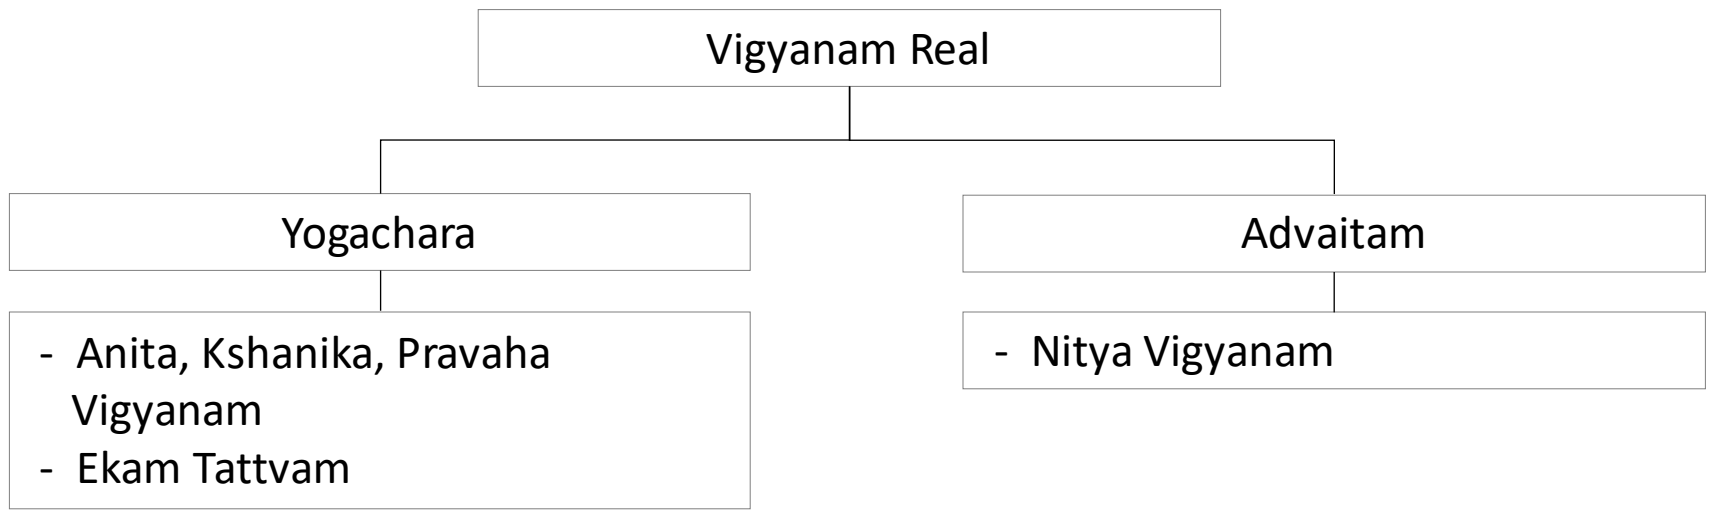 Vigyanam Real
Yogachara
Advaitam
- Anita, Kshanika, Pravaha
Vigyanam
- Ekam Tattvam
- Nitya Vigyanam